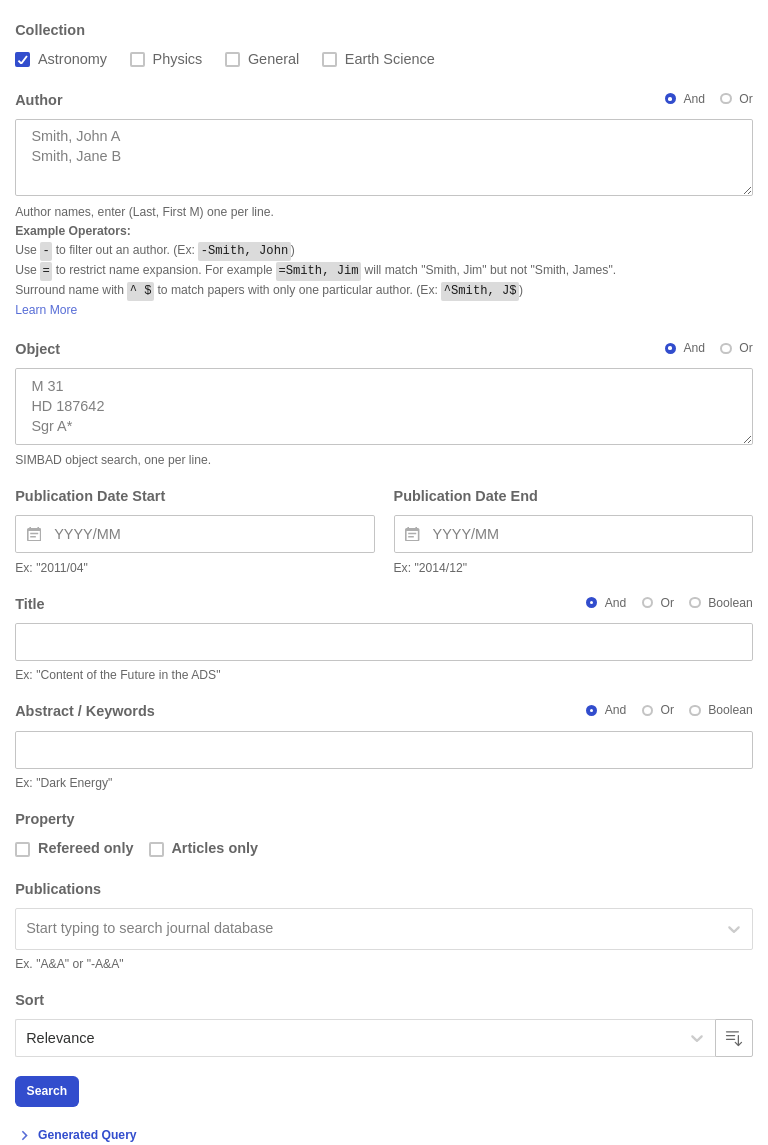 Collection
Astronomy Physics General Earth Science
Author And Or
Smith, John A
Smith, Jane B
Author names, enter (Last, First M) one per line.
Example Operators:
Use - to filter out an author. (Ex: -Smith, John)
Use = to restrict name expansion. For example =Smith, Jim will match "Smith, Jim" but not "Smith, James".
Surround name with ^ $ to match papers with only one particular author. (Ex: ^Smith, J$)
Learn More
Object And Or
M 31
HD 187642
Sgr A*
SIMBAD object search, one per line.
Publication Date Start Publication Date End
YYYY/MM YYYY/MM
Ex: "2011/04" Ex: "2014/12"
Title And Or Boolean
Ex: "Content of the Future in the ADS"
Abstract / Keywords And Or Boolean
Ex: "Dark Energy"
Property
Refereed only Articles only
Publications
Start typing to search journal database
Ex. "A&A" or "-A&A"
Sort
Relevance
Search
Generated Query